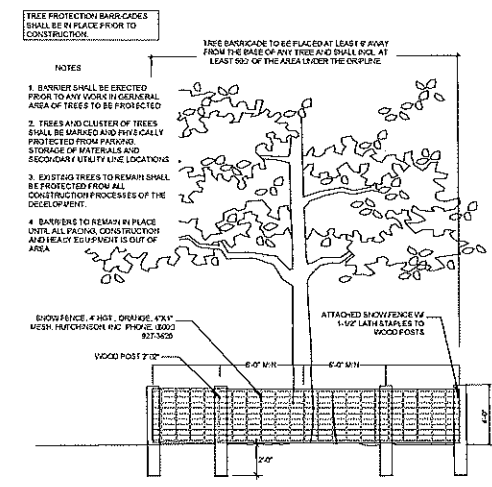 TREE PROTECTION BARRICADES
SHALL BE IN PLACE PRIOR TO
CONSTRUCTION.
TREE BARRICADE TO BE PLACED AT LEAST 6' AWAY
FROM THE BASE OF ANY TREE AND SHALL INCL. AT
LEAST 50% OF THE AREA UNDER THE DRIPLINE
NOTES
1. BARRIER SHALL BE ERECTED
PRIOR TO ANY WORK IN GERNERAL
AREA OF TREES TO BE PROTECTED
2. TREES AND CLUSTER OF TREES
SHALL BE MARKED AND PHYSICALLY
PROTECTED FROM PARKING,
STORAGE OF MATERIALS AND
SECONDARY UTILITY LINE LOCATIONS
3. EXISTING TREES TO REMAIN SHALL
BE PROTECTED FROM ALL
CONSTRUCTION PROCESSES OF THE
DEVELOPMENT.
4. BARRIERS TO REMAIN IN PLACE
UNTIL ALL PAVING, CONSTRUCTION
AND HEAVY EQUIPMENT IS OUT OF
AREA
SNOW FENCE, 4' HGT., ORANGE, 4"X1"
MESH, HUTCHINSON, INC. PHONE (800)
927-3620
ATTACHED SNOW FENCE W/
1-1/2" LATH STAPLES TO
WOOD POSTS
WOOD POST 2"X2"
6'-0" MIN
6'-0" MIN
4'-0"
2'-0"